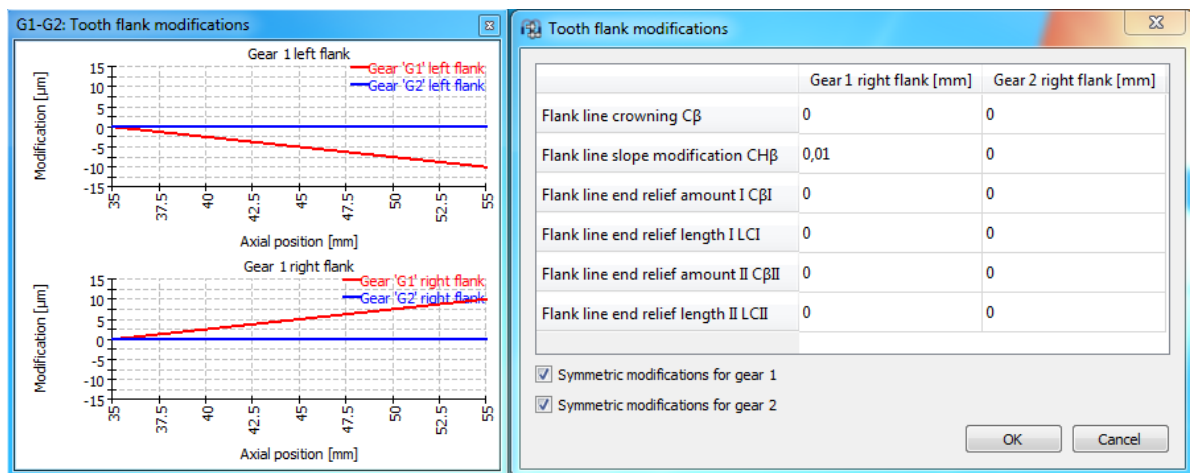 G1-G2: Tooth flank modifications
Gear 1 left flank
Gear 'G1' left flank
Gear 'G2' left flank
Modification [µm]
15
10
5
0
-5
-10
-15
35
37.5
40
42.5
45
47.5
50
52.5
55
Axial position [mm]
Gear 1 right flank
Gear 'G1' right flank
Gear 'G2' right flank
Modification [µm]
15
10
5
0
-5
-10
-15
35
37.5
40
42.5
45
47.5
50
52.5
55
Axial position [mm]
Tooth flank modifications
Gear 1 right flank [mm] Gear 2 right flank [mm]
Flank line crowning Cβ 0 0
Flank line slope modification CHβ 0,01 0
Flank line end relief amount I CβI 0 0
Flank line end relief length I LCI 0 0
Flank line end relief amount II CβII 0 0
Flank line end relief length II LCII 0 0
Symmetric modifications for gear 1
Symmetric modifications for gear 2
OK Cancel